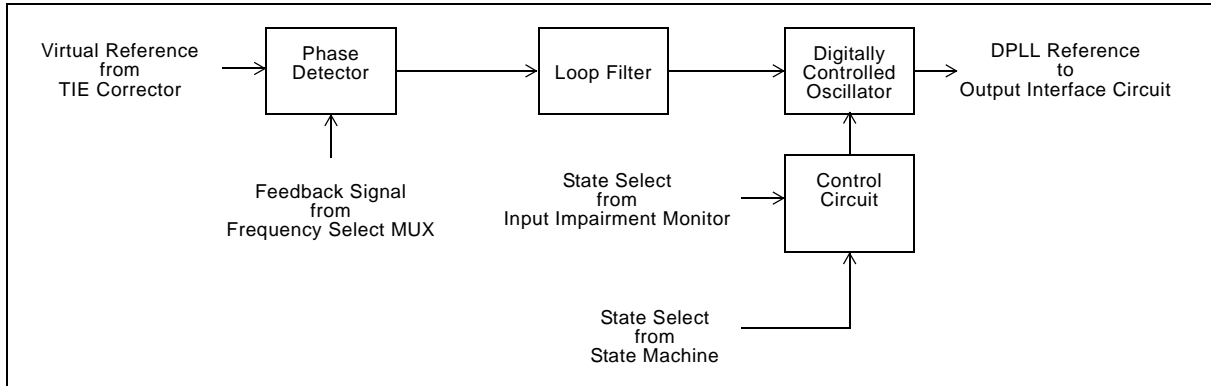 Virtual Reference
from
TIE Corrector
Phase
Detector
Loop Filter
Digitally
Controlled
Oscillator
DPLL Reference
to
Output Interface Circuit
Feedback Signal
from
Frequency Select MUX
State Select
from
Input Impairment Monitor
Control
Circuit
State Select
from
State Machine